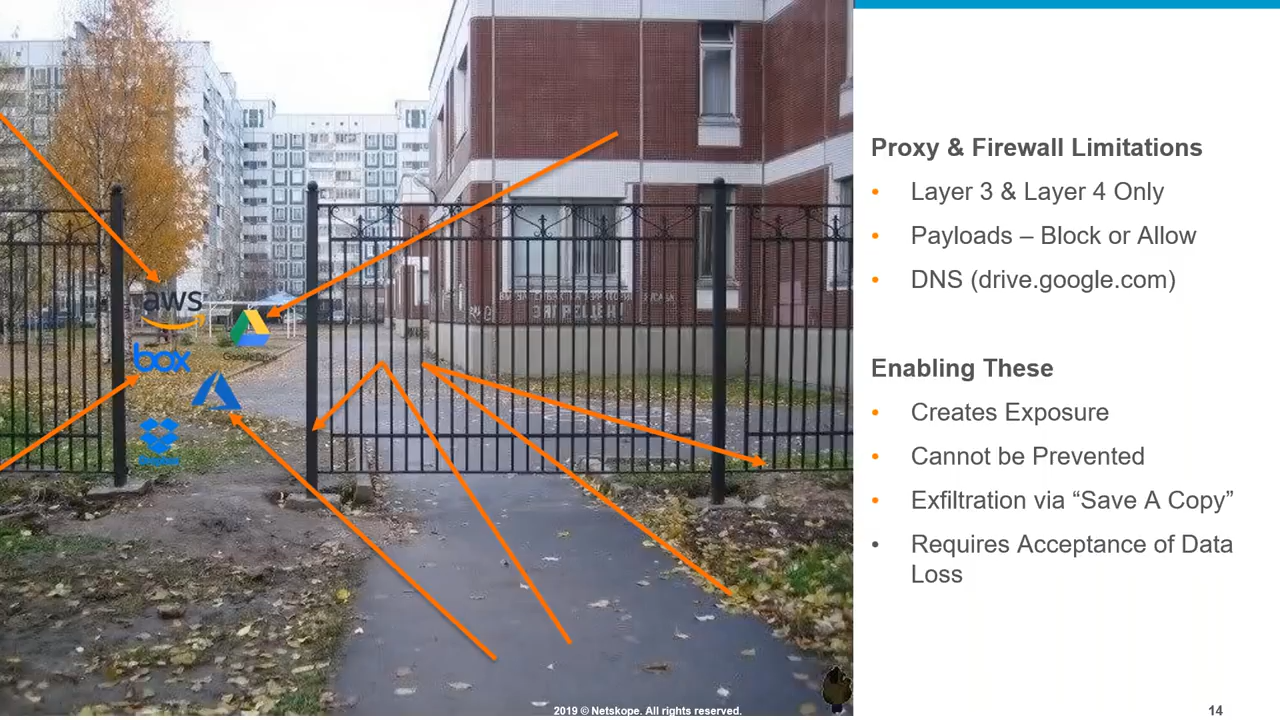 aws
box
Google Drive
Proxy & Firewall Limitations
• Layer 3 & Layer 4 Only
• Payloads – Block or Allow
• DNS (drive.google.com)
Enabling These
• Creates Exposure
• Cannot be Prevented
• Exfiltration via “Save A Copy”
• Requires Acceptance of Data
Loss
2019 © Netskope. All rights reserved.
14